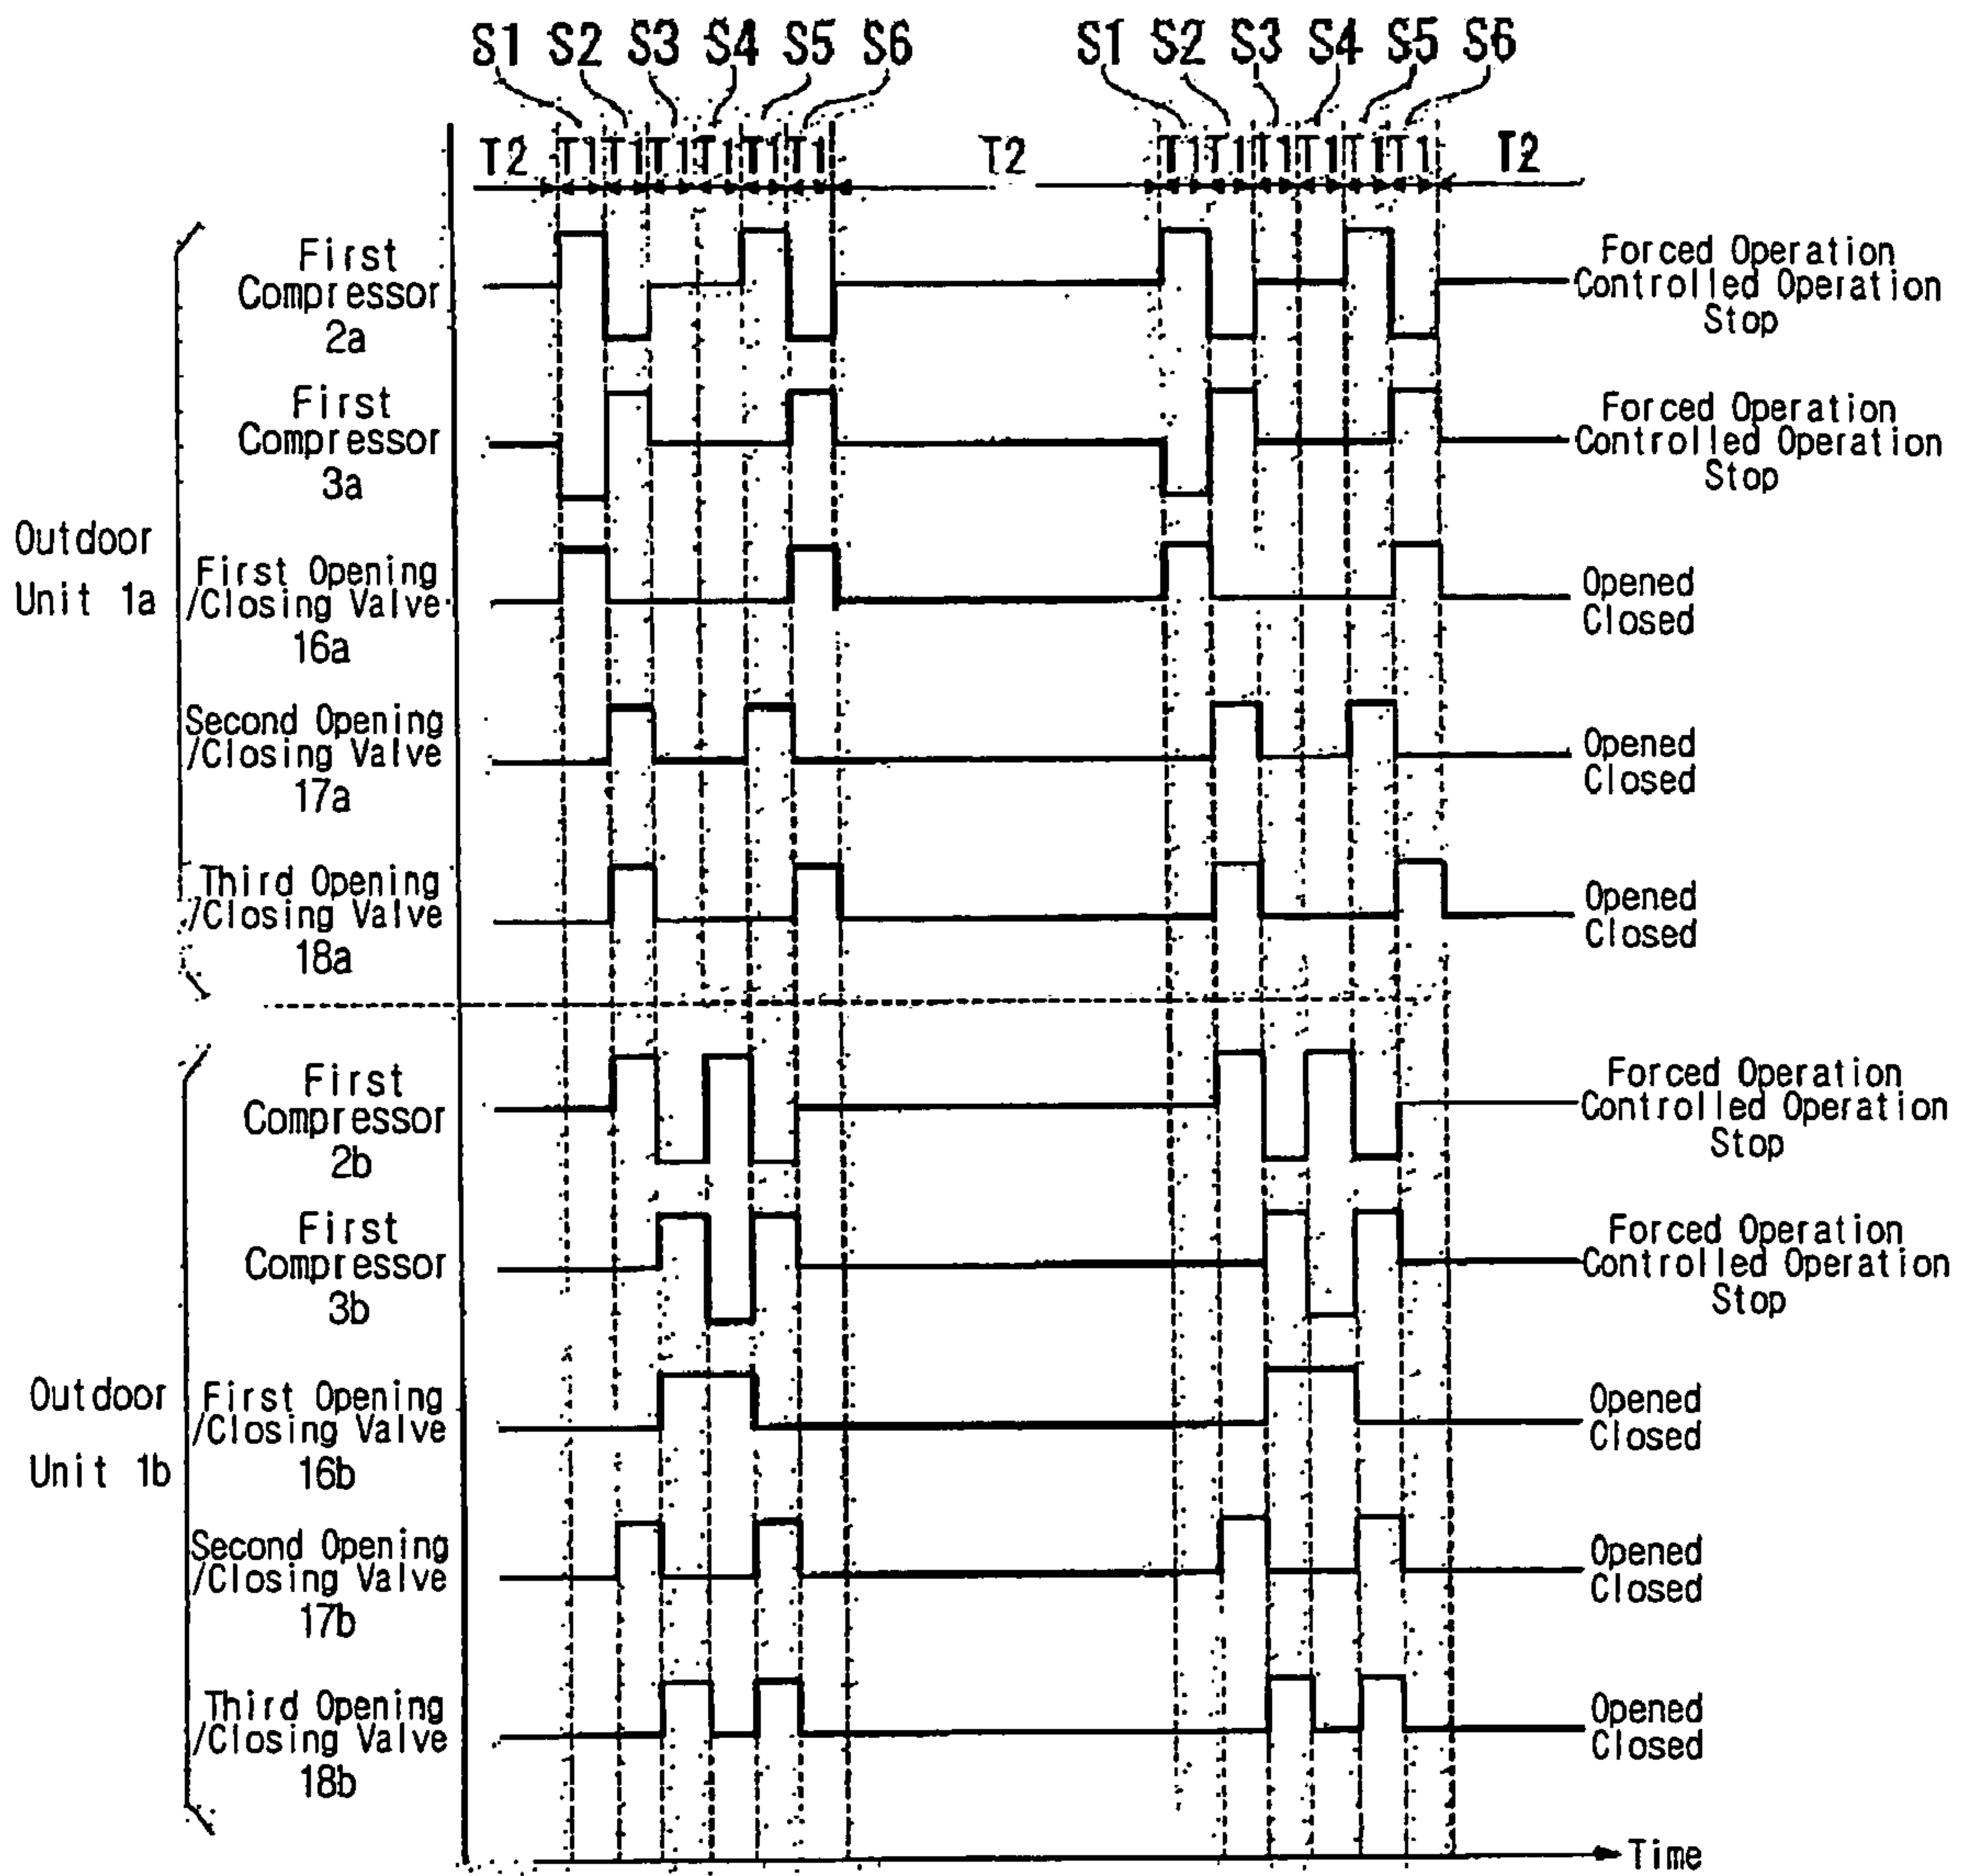 S1 S2 S3 S4 S5 S6 S1 S2 S3 S4 S5 S6
T2 T1 T1 T1 T1 T1 T1 T2 T1 T1 T1 T1 T1 T1 T2
Outdoor
Unit 1a
First
Compressor
2a
Forced Operation
Controlled Operation
Stop
First
Compressor
3a
Forced Operation
Controlled Operation
Stop
First Opening
/Closing Valve
16a
Opened
Closed
Second Opening
/Closing Valve
17a
Opened
Closed
Third Opening
/Closing Valve
18a
Opened
Closed
Outdoor
Unit 1b
First
Compressor
2b
Forced Operation
Controlled Operation
Stop
First
Compressor
3b
Forced Operation
Controlled Operation
Stop
First Opening
/Closing Valve
16b
Opened
Closed
Second Opening
/Closing Valve
17b
Opened
Closed
Third Opening
/Closing Valve
18b
Opened
Closed
Time